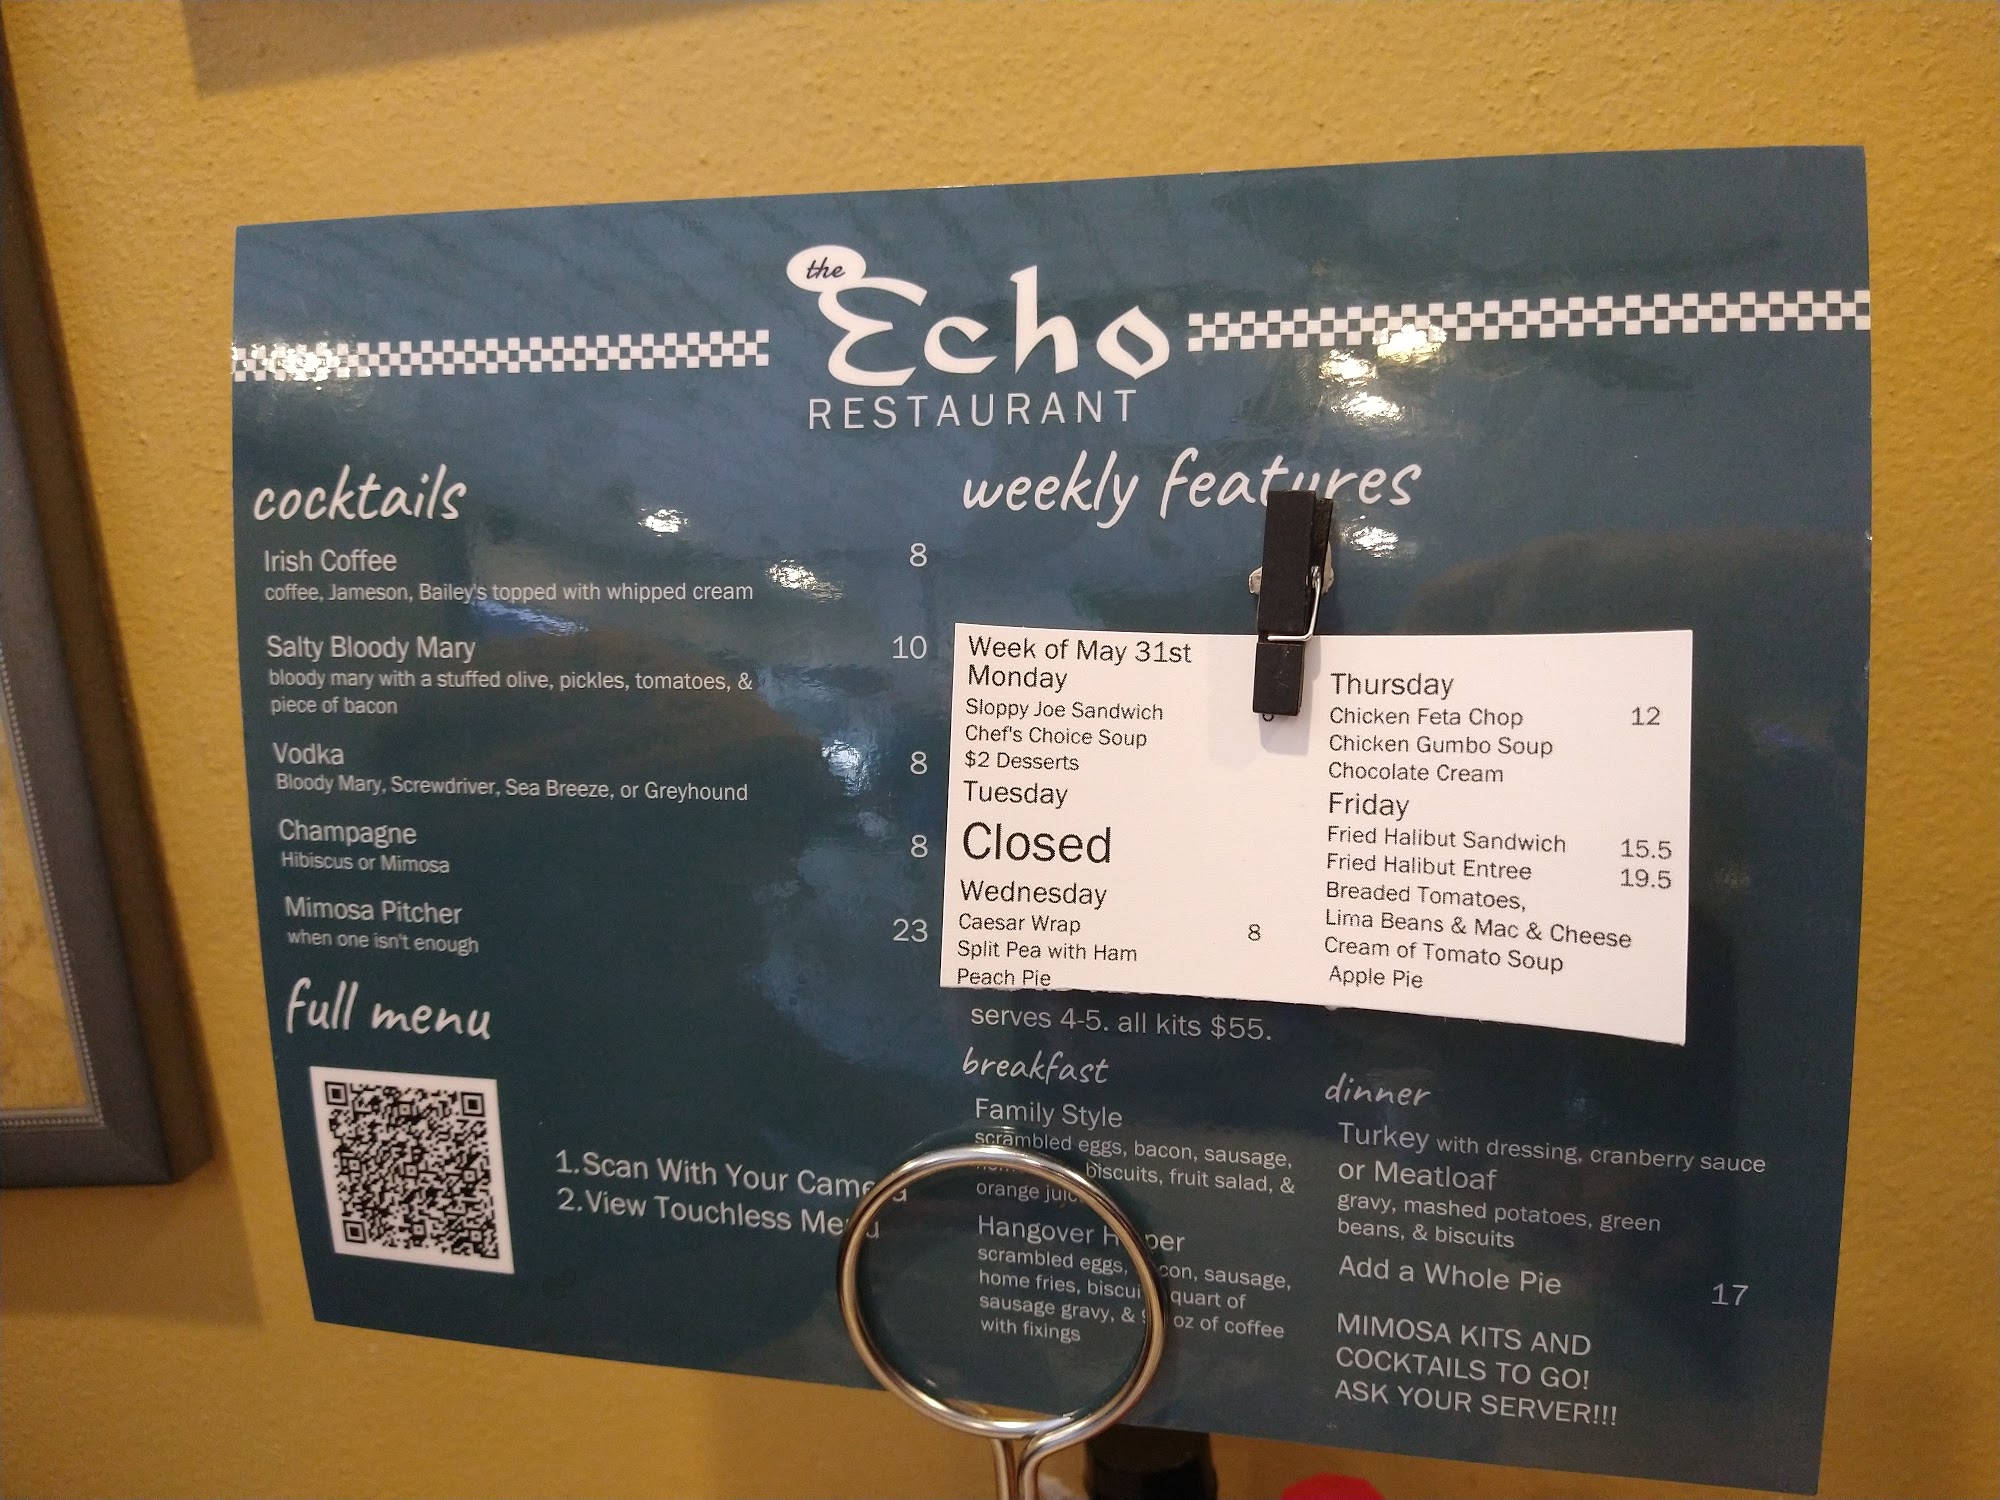 the
Echo
RESTAURANT
cocktails
Irish Coffee 8
coffee, Jameson, Bailey's topped with whipped cream
Salty Bloody Mary 10
bloody mary with a stuffed olive, pickles, tomatoes, &
piece of bacon
Vodka 8
Bloody Mary, Screwdriver, Sea Breeze, or Greyhound
Champagne 8
Hibiscus or Mimosa
Mimosa Pitcher 23
when one isn't enough
full menu
1.Scan With Your Camera
2.View Touchless Menu
weekly features
Week of May 31st
Monday
Sloppy Joe Sandwich
Chef's Choice Soup
$2 Desserts
Tuesday
Closed
Wednesday
Caesar Wrap 8
Split Pea with Ham
Peach Pie
Thursday
Chicken Feta Chop 12
Chicken Gumbo Soup
Chocolate Cream
Friday
Fried Halibut Sandwich 15.5
Fried Halibut Entree 19.5
Breaded Tomatoes,
Lima Beans & Mac & Cheese
Cream of Tomato Soup
Apple Pie
serves 4-5. all kits $55.
breakfast
Family Style
scrambled eggs, bacon, sausage,
biscuits, fruit salad, &
orange juice
Hangover Helper
scrambled eggs, bacon, sausage,
home fries, biscuits, quart of
sausage gravy, & oz of coffee
with fixings
dinner
Turkey with dressing, cranberry sauce
or Meatloaf
gravy, mashed potatoes, green
beans, & biscuits
Add a Whole Pie 17
MIMOSA KITS AND
COCKTAILS TO GO!
ASK YOUR SERVER!!!